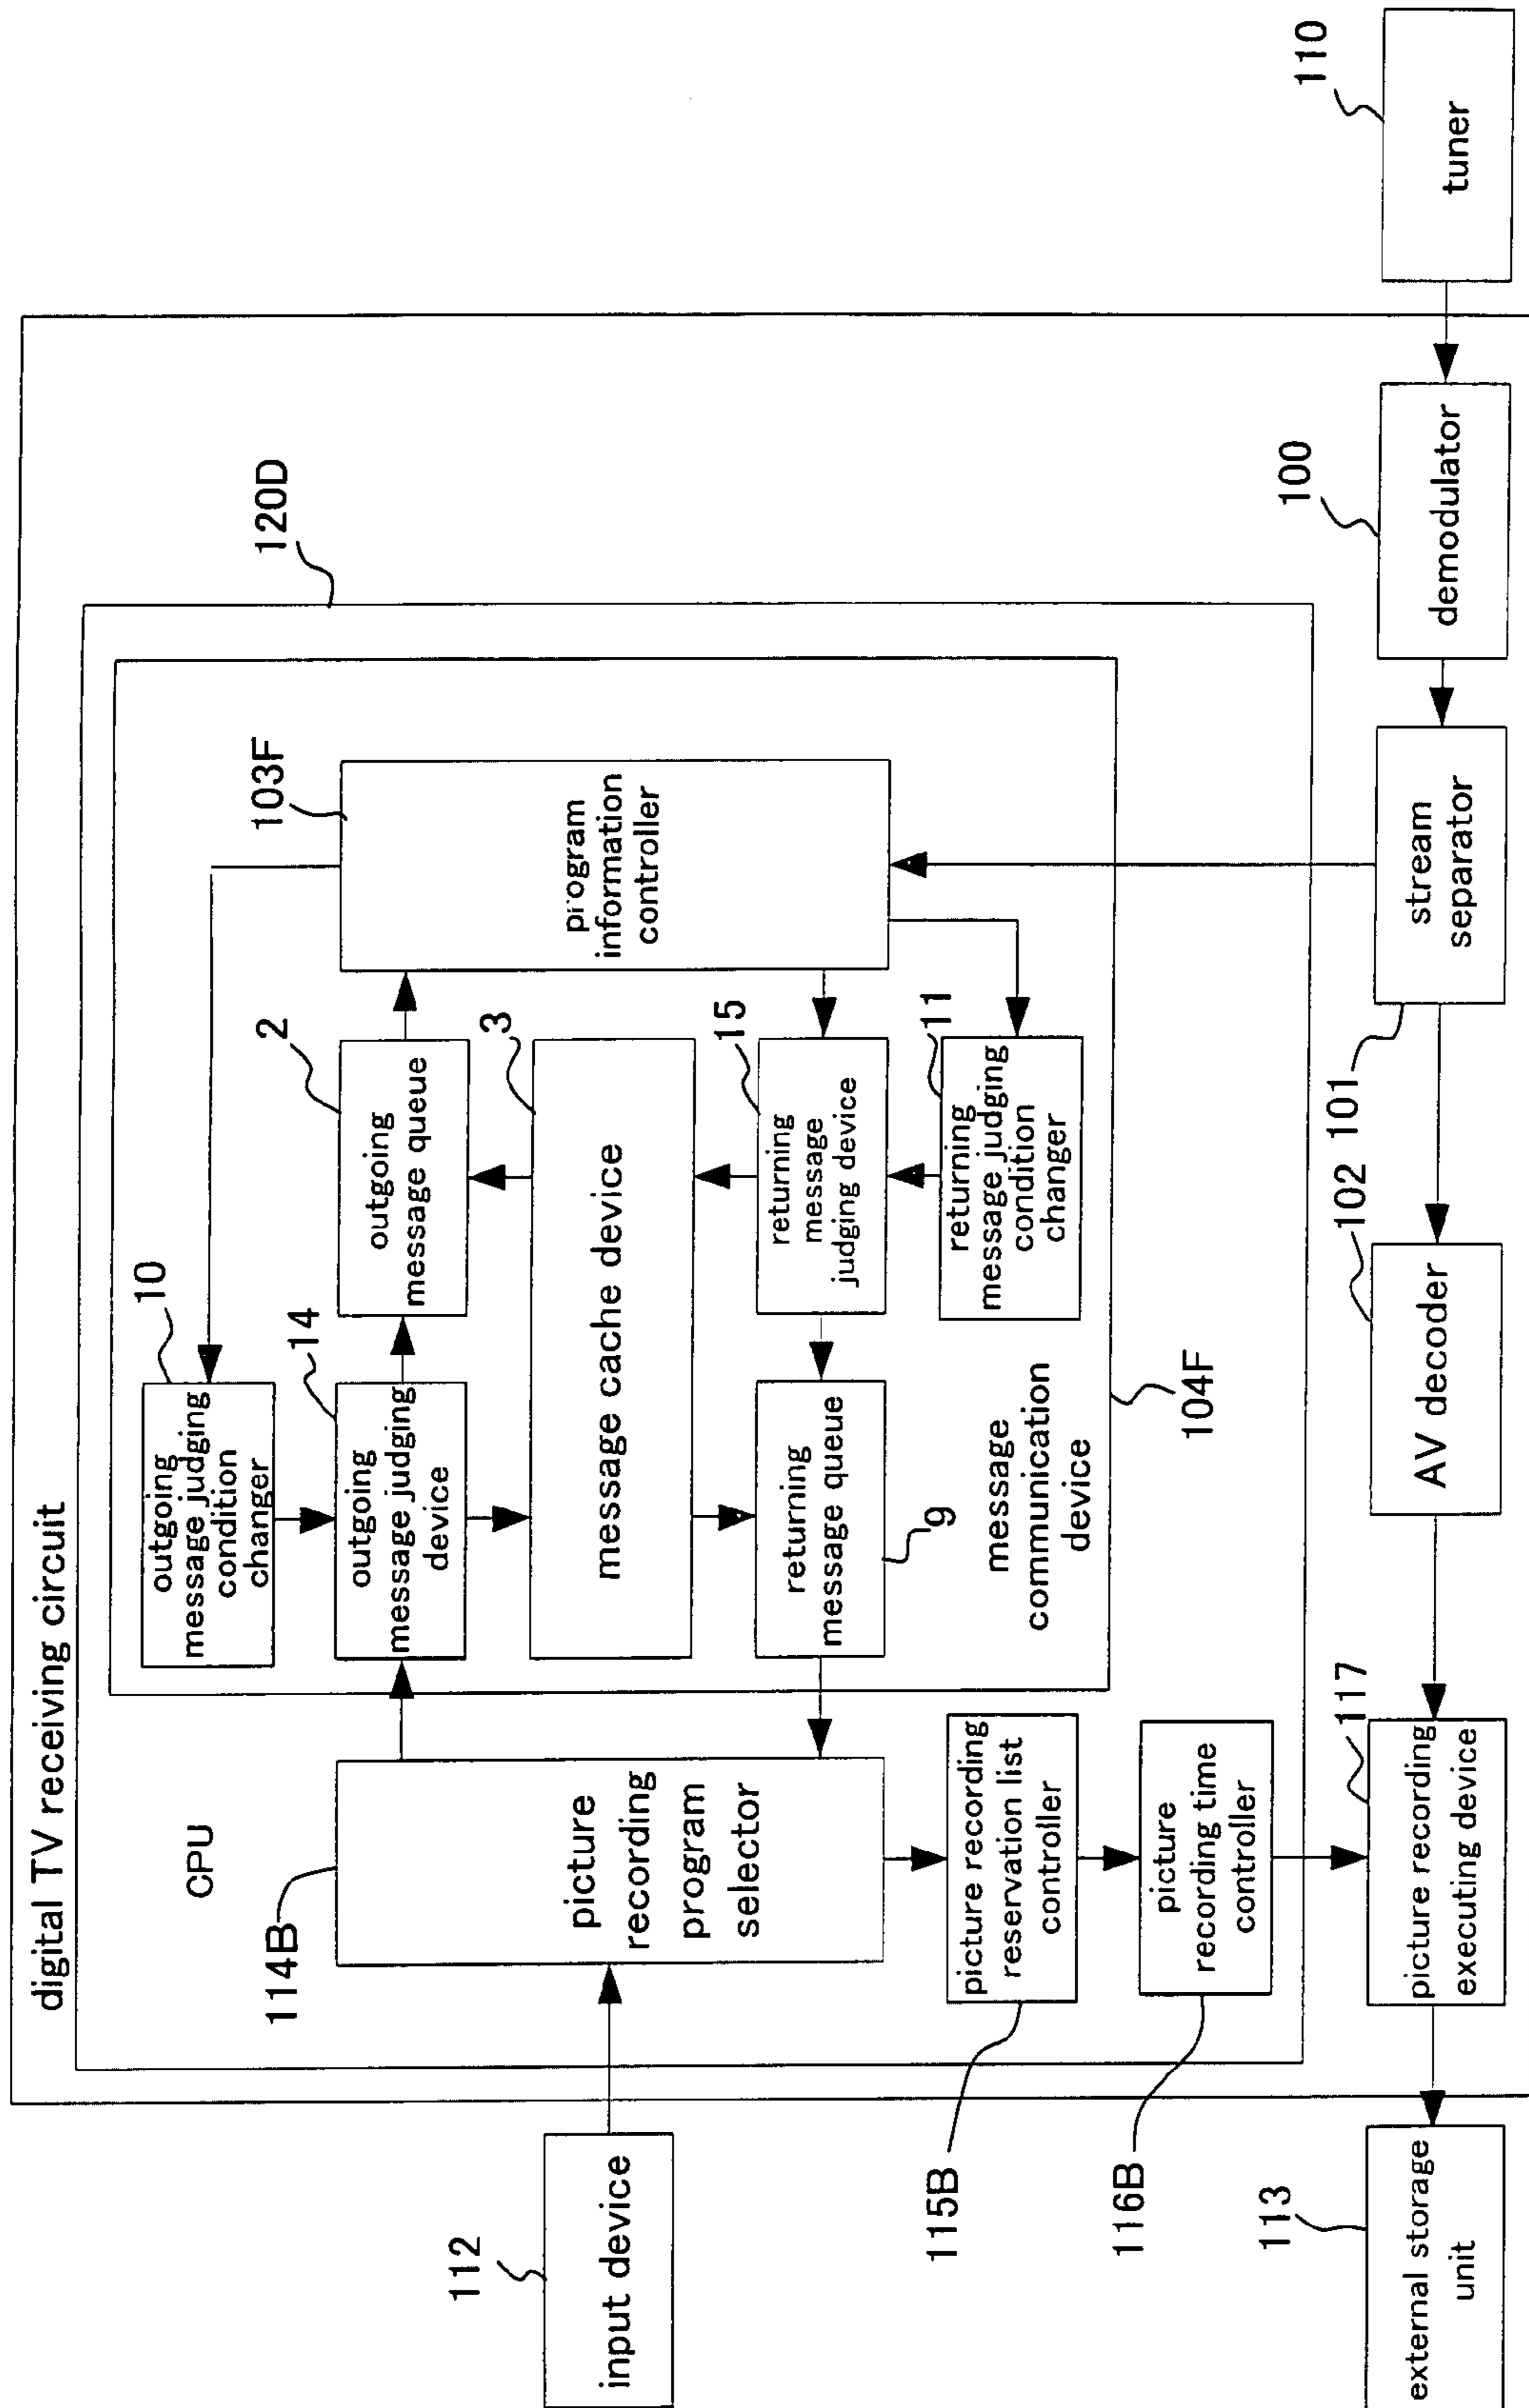 digital TV receiving circuit
CPU
120D
114B
picture
recording
program
selector
112
input device
10
outgoing
message judging
condition
changer
14
outgoing
message judging
device
2
outgoing
message queue
103F
program
information
controller
3
message cache device
15
returning
message
judging device
11
returning
message judging
condition
changer
returning
message queue
9
message
communication
device
104F
115B
picture recording
reservation list
controller
116B
picture
recording time
controller
113
external storage
unit
117
picture recording
executing device
102
AV decoder
101
stream
separator
100
demodulator
110
tuner